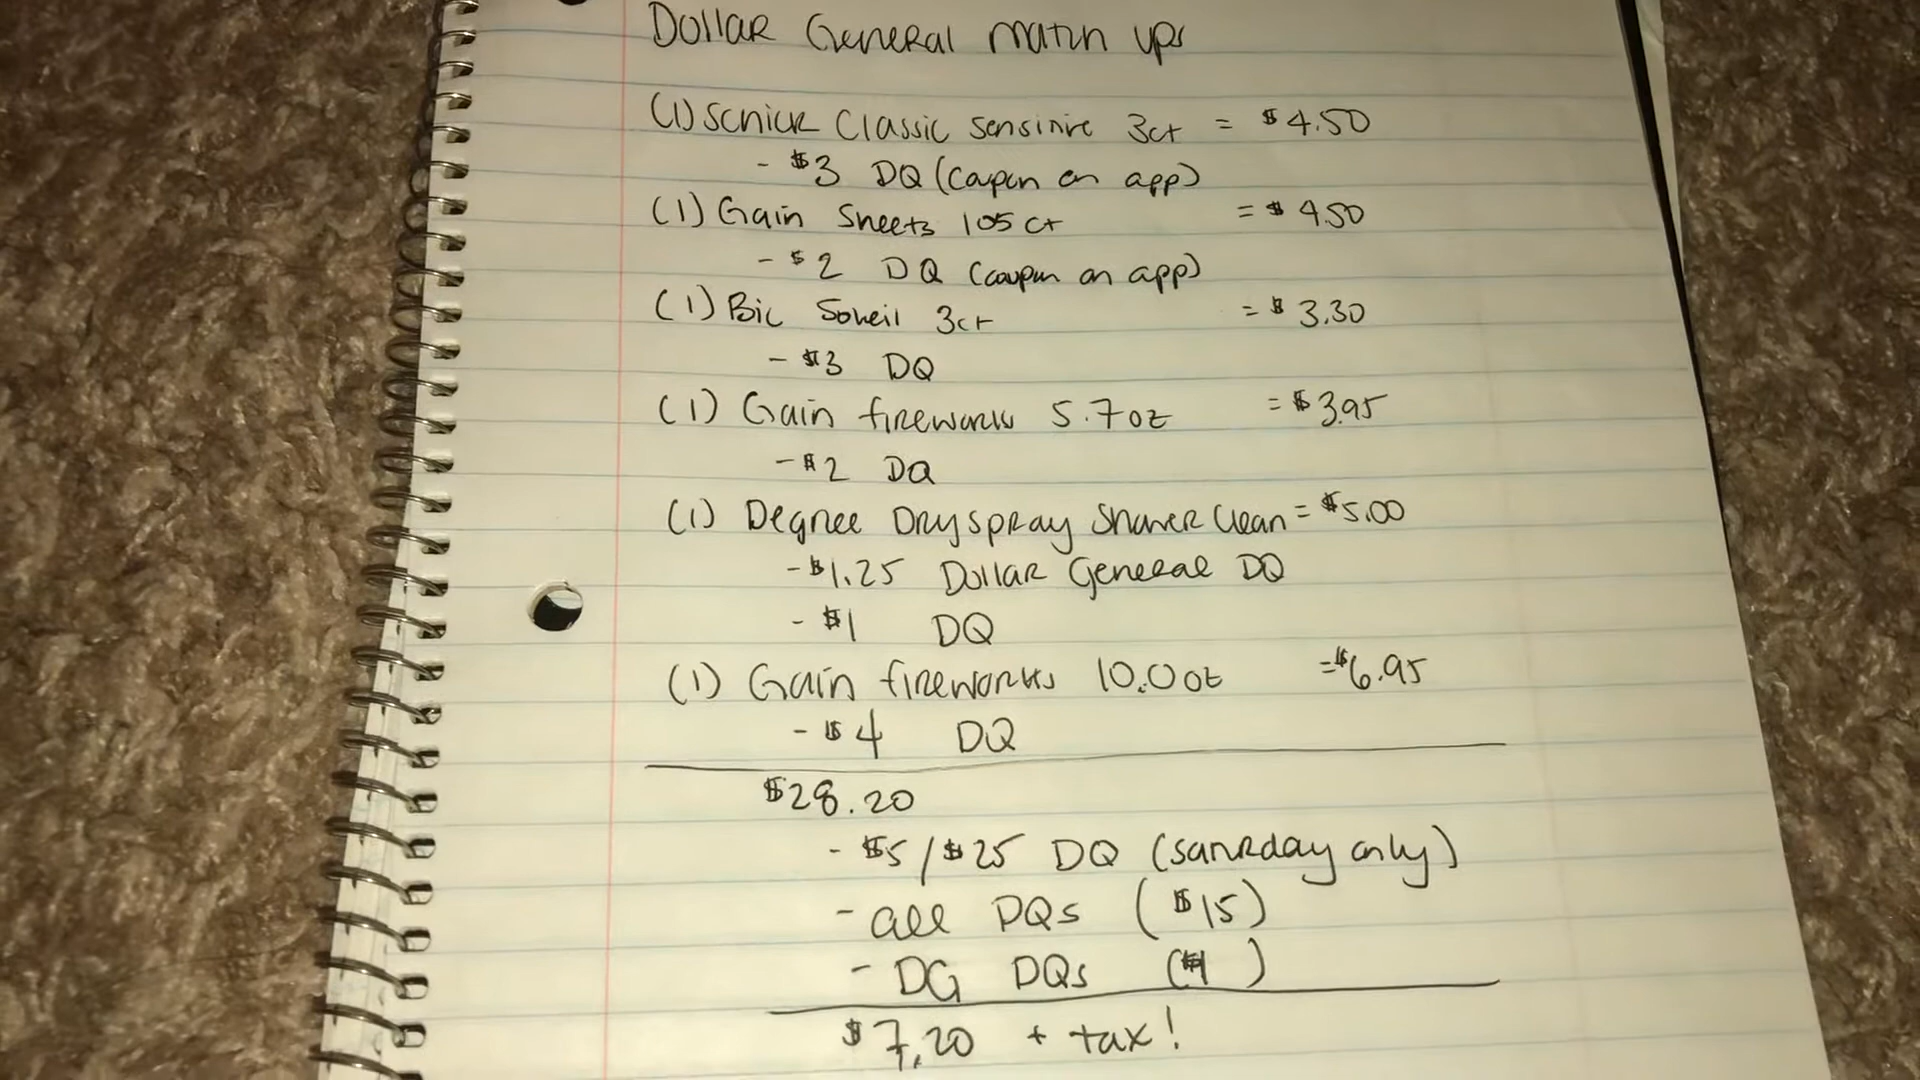 Dollar General match ups
(1) Schick Classic Sensitive 3ct = $4.50
- $3 DQ (coupon on app)
(1) Gain Sheets 105 ct = $4.50
- $2 DQ (coupon on app)
(1) Bic Soleil 3ct = $3.30
- $3 DQ
(1) Gain fireworks 5.7oz = $3.95
- $2 DQ
(1) Degree Dryspray Shower Clean = $5.00
- $1.25 Dollar General DQ
- $1 DQ
(1) Gain fireworks 10.0oz = $6.95
- $4 DQ
$28.20
- $5/$25 DQ (saturday only)
- all DQs ($15)
- DG DQs ($1)
$7.20 + tax!